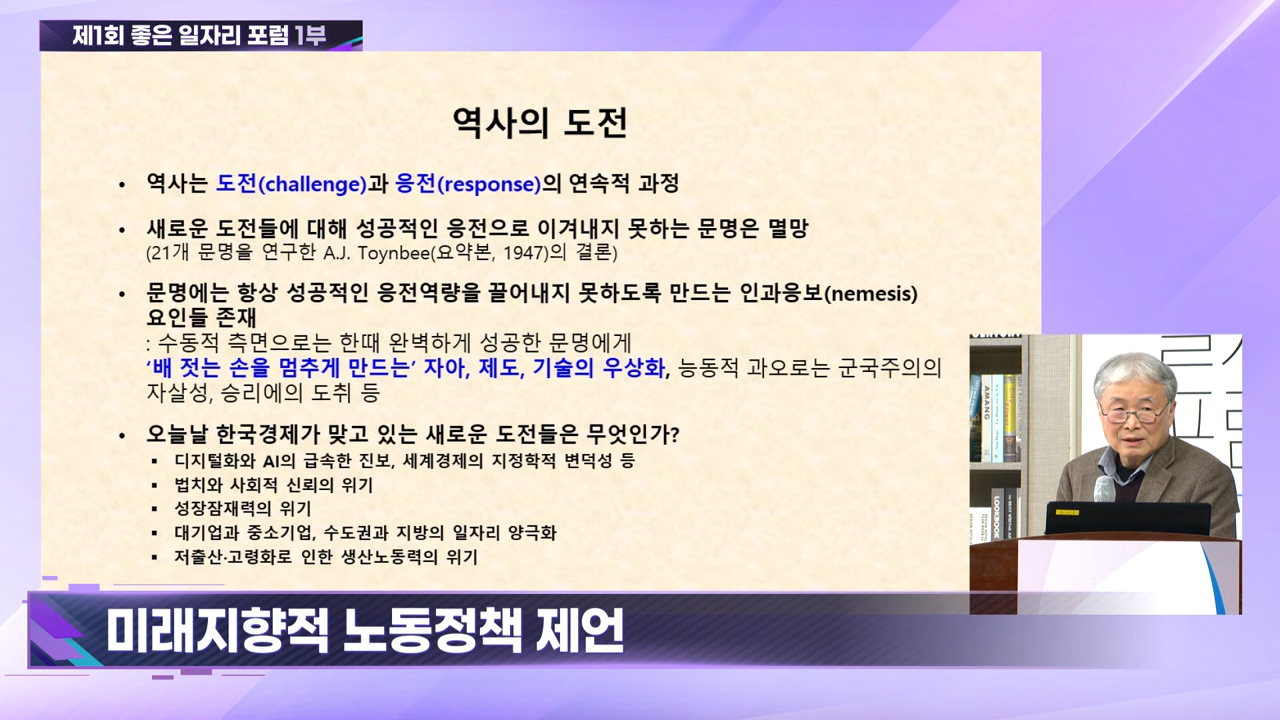 제1회 좋은 일자리 포럼 1부
역사의 도전
• 역사는 도전(challenge)과 응전(response)의 연속적 과정
• 새로운 도전들에 대해 성공적인 응전으로 이겨내지 못하는 문명은 멸망
(21개 문명을 연구한 A.J. Toynbee(요약본, 1947)의 결론)
• 문명에는 항상 성공적인 응전역량을 끌어내지 못하도록 만드는 인과응보(nemesis)
요인들 존재
: 수동적 측면으로는 한때 완벽하게 성공한 문명에게
‘배 젓는 손을 멈추게 만드는’ 자아, 제도, 기술의 우상화, 능동적 과오로는 군국주의의
자살성, 승리에의 도취 등
• 오늘날 한국경제가 맞고 있는 새로운 도전들은 무엇인가?
▪ 디지털화와 AI의 급속한 진보, 세계경제의 지정학적 변덕성 등
▪ 법치와 사회적 신뢰의 위기
▪ 성장잠재력의 위기
▪ 대기업과 중소기업, 수도권과 지방의 일자리 양극화
▪ 저출산·고령화로 인한 생산노동력의 위기
AMANG
LOOKBOOK
미래지향적 노동정책 제언